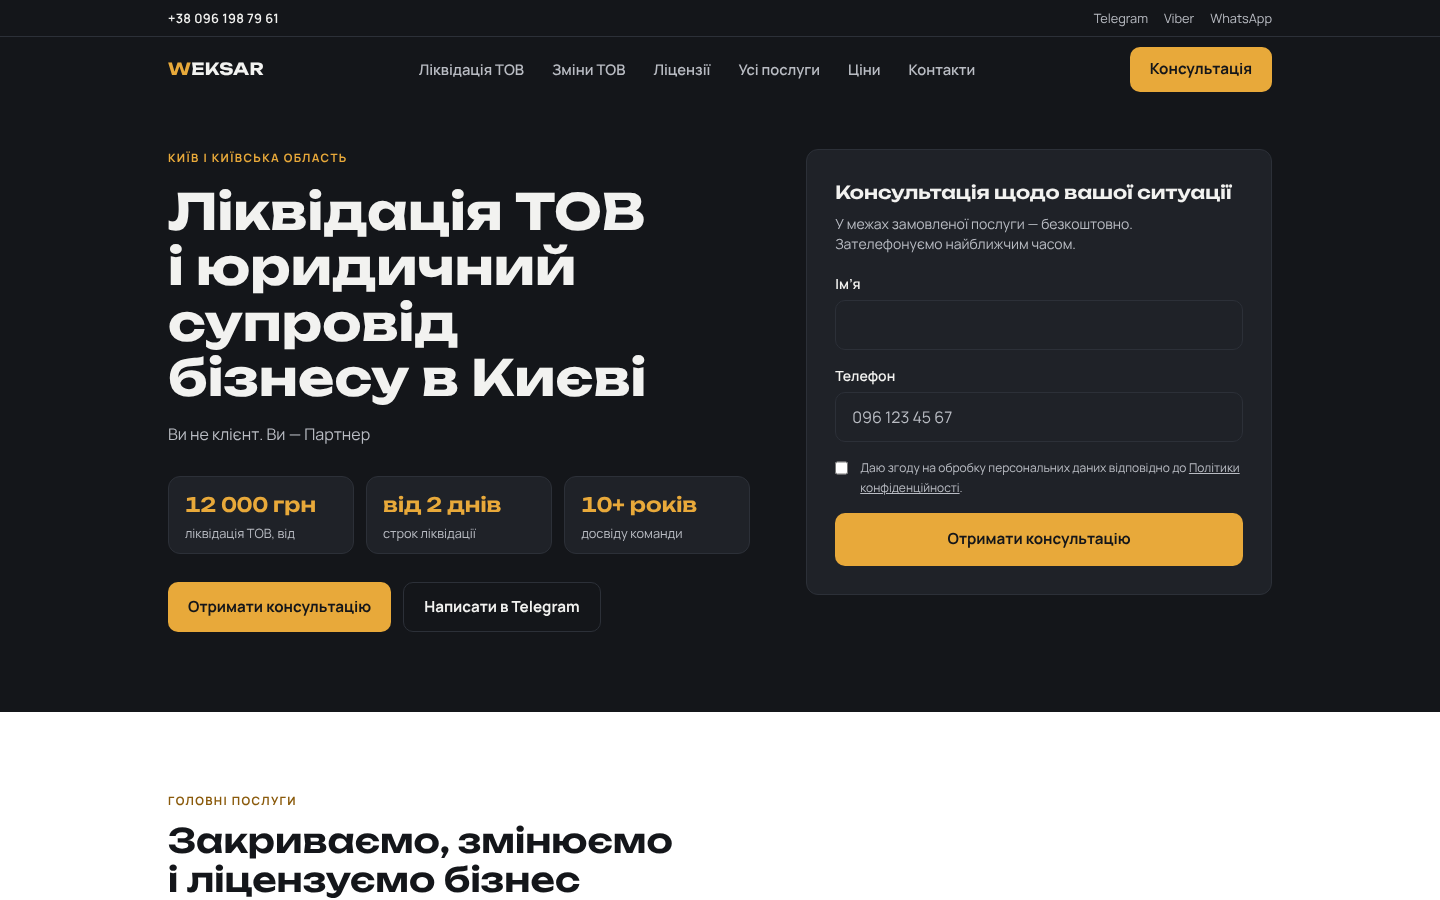 +38 096 198 79 61
Telegram Viber WhatsApp
WEKSAR
Ліквідація ТОВ Зміни ТОВ Ліцензії Усі послуги Ціни Контакти
Консультація
КИЇВ І КИЇВСЬКА ОБЛАСТЬ
Ліквідація ТОВ
і юридичний
супровід
бізнесу в Києві
Ви не клієнт. Ви — Партнер
12 000 грн
ліквідація ТОВ, від
від 2 днів
строк ліквідації
10+ років
досвіду команди
Отримати консультацію
Написати в Telegram
Консультація щодо вашої ситуації
У межах замовленої послуги — безкоштовно.
Зателефонуємо найближчим часом.
Ім’я
Телефон
096 123 45 67
Даю згоду на обробку персональних даних відповідно до Політики
конфіденційності.
Отримати консультацію
ГОЛОВНІ ПОСЛУГИ
Закриваємо, змінюємо
і ліцензуємо бізнес